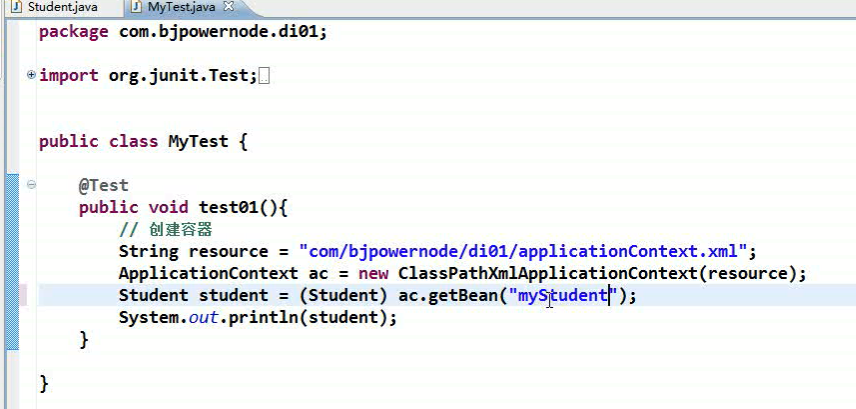 Student.java MyTest.java
package com.bjpowernode.di01;
import org.junit.Test;
public class MyTest {
@Test
public void test01(){
// 创建容器
String resource = "com/bjpowernode/di01/applicationContext.xml";
ApplicationContext ac = new ClassPathXmlApplicationContext(resource);
Student student = (Student) ac.getBean("myStudent");
System.out.println(student);
}
}